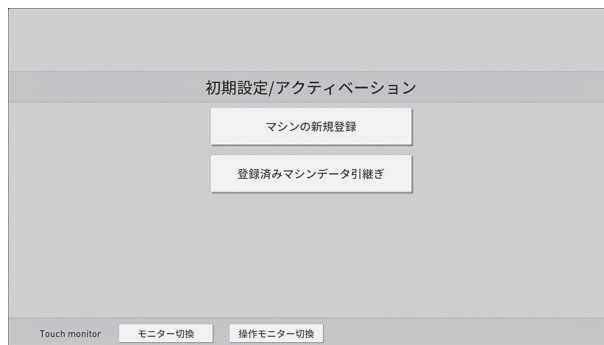 初期設定/アクティベーション
マシンの新規登録
登録済みマシンデータ引継ぎ
Touch monitor モニター切換 操作モニター切換